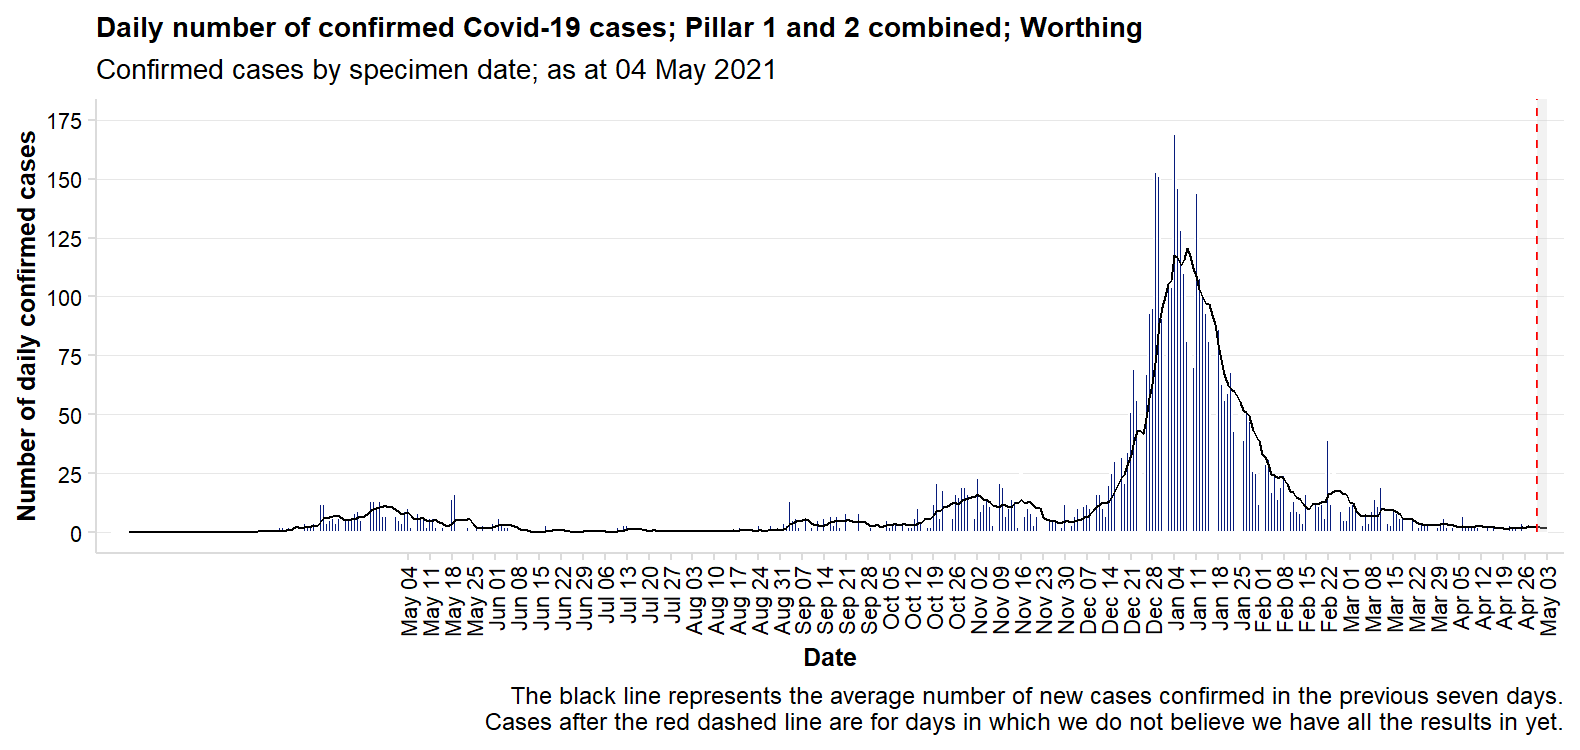 Daily number of confirmed Covid-19 cases; Pillar 1 and 2 combined; Worthing
Confirmed cases by specimen date; as at 04 May 2021
Number of daily confirmed cases
175
150
125
100
75
50
25
0
May 04
May 11
May 18
May 25
Jun 01
Jun 08
Jun 15
Jun 22
Jun 29
Jul 06
Jul 13
Jul 20
Jul 27
Aug 03
Aug 10
Aug 17
Aug 24
Aug 31
Sep 07
Sep 14
Sep 21
Sep 28
Oct 05
Oct 12
Oct 19
Oct 26
Nov 02
Nov 09
Nov 16
Nov 23
Nov 30
Dec 07
Dec 14
Dec 21
Dec 28
Jan 04
Jan 11
Jan 18
Jan 25
Feb 01
Feb 08
Feb 15
Feb 22
Mar 01
Mar 08
Mar 15
Mar 22
Mar 29
Apr 05
Apr 12
Apr 19
Apr 26
May 03
Date
The black line represents the average number of new cases confirmed in the previous seven days.
Cases after the red dashed line are for days in which we do not believe we have all the results in yet.